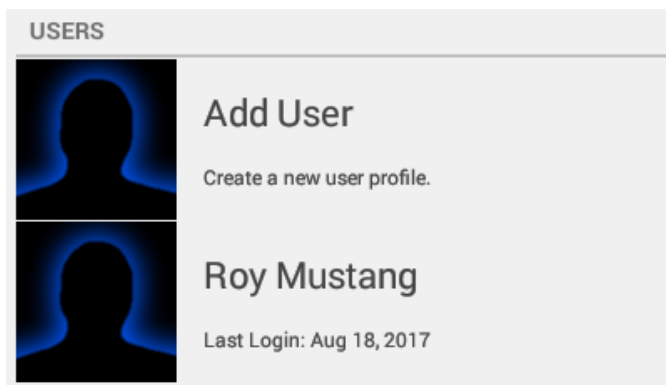 USERS
Add User
Create a new user profile.
Roy Mustang
Last Login: Aug 18, 2017